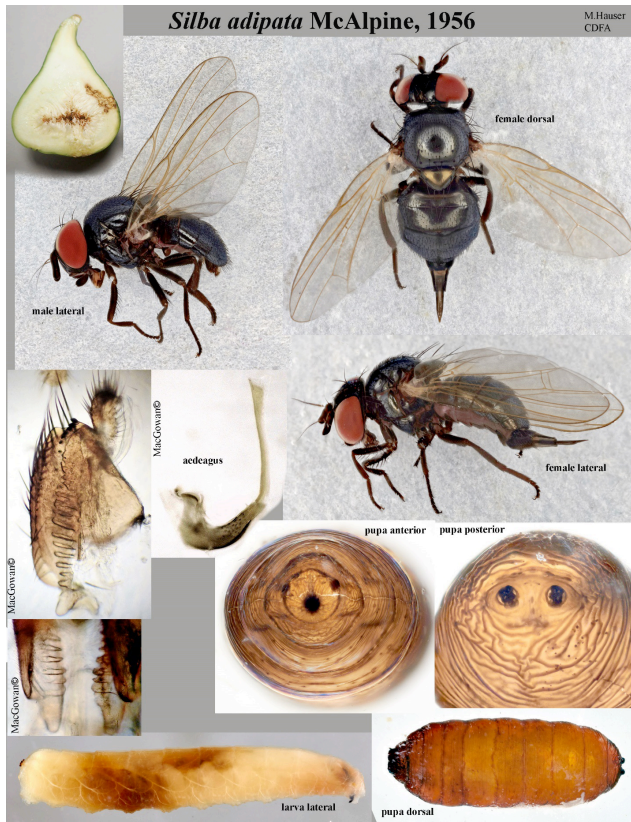 Silba adipata McAlpine, 1956
M.Hauser
CDFA
female dorsal
male lateral
MacGowan©
aedeagus
female lateral
pupa anterior
pupa posterior
MacGowan©
MacGowan©
larva lateral
pupa dorsal